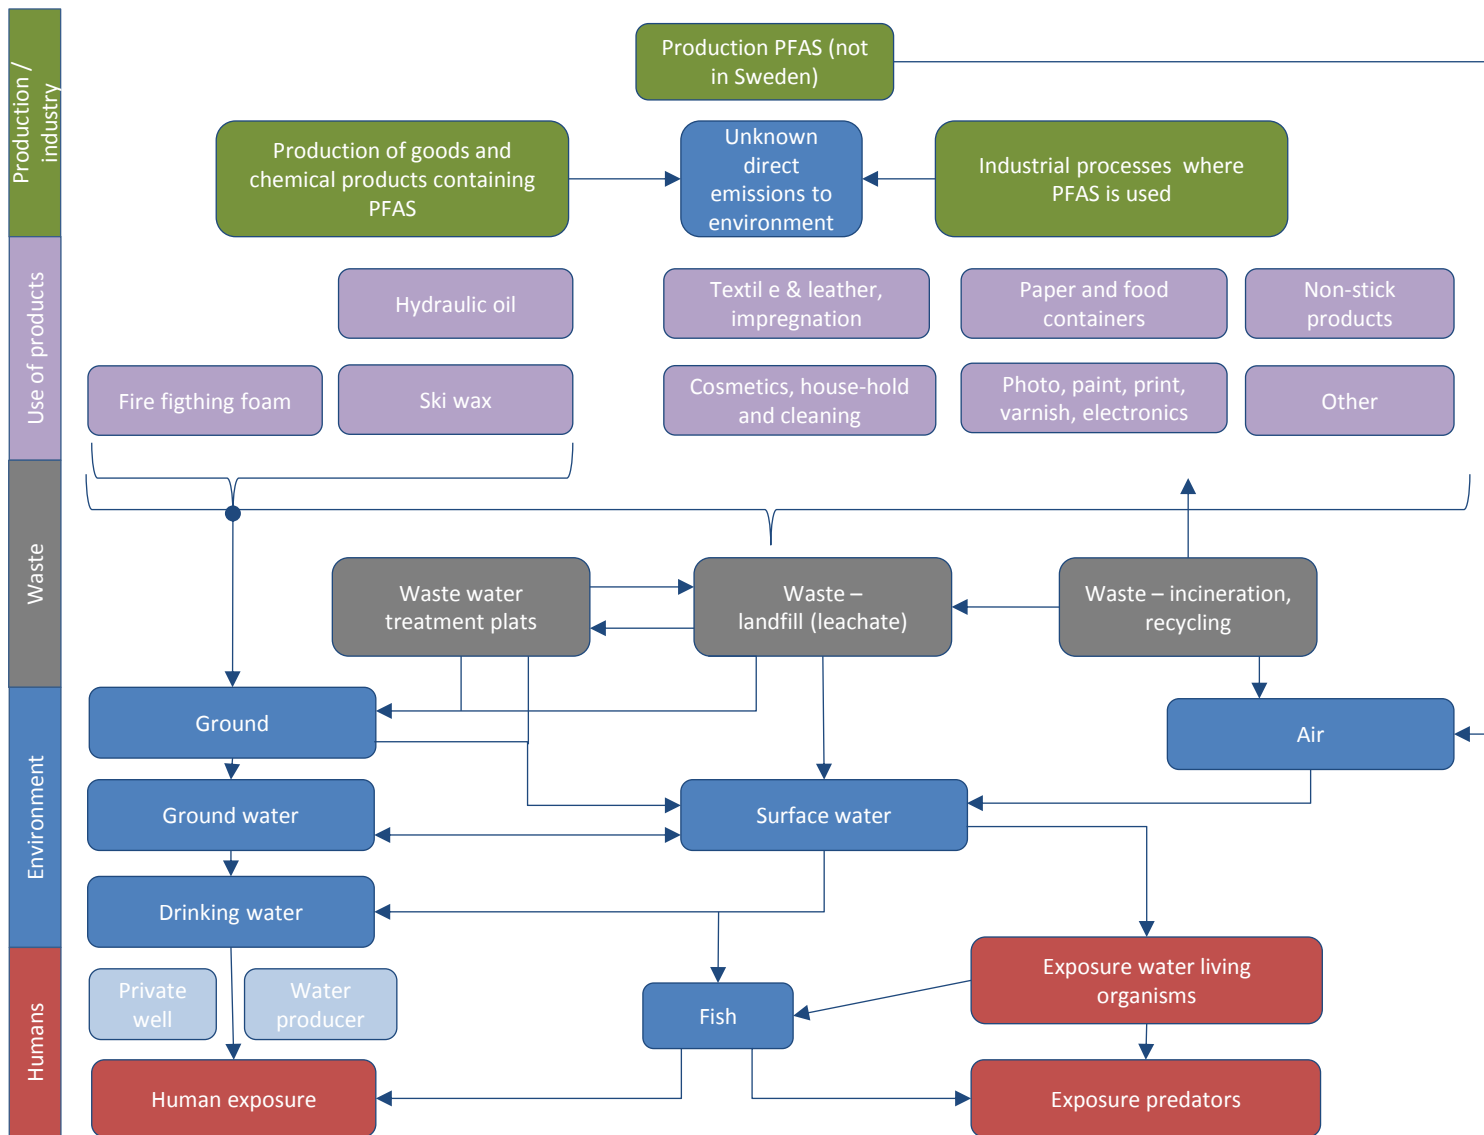 Production /
industry
Production PFAS (not
in Sweden)
Production of goods and
chemical products containing
PFAS
Unknown
direct
emissions to
environment
Industrial processes where
PFAS is used
Use of products
Hydraulic oil
Textil e & leather,
impregnation
Paper and food
containers
Non-stick
products
Fire figthing foam
Ski wax
Cosmetics, house-hold
and cleaning
Photo, paint, print,
varnish, electronics
Other
Waste
Waste water
treatment plats
Waste –
landfill (leachate)
Waste – incineration,
recycling
Environment
Ground
Air
Ground water
Surface water
Drinking water
Humans
Private
well
Water
producer
Fish
Exposure water living
organisms
Human exposure
Exposure predators